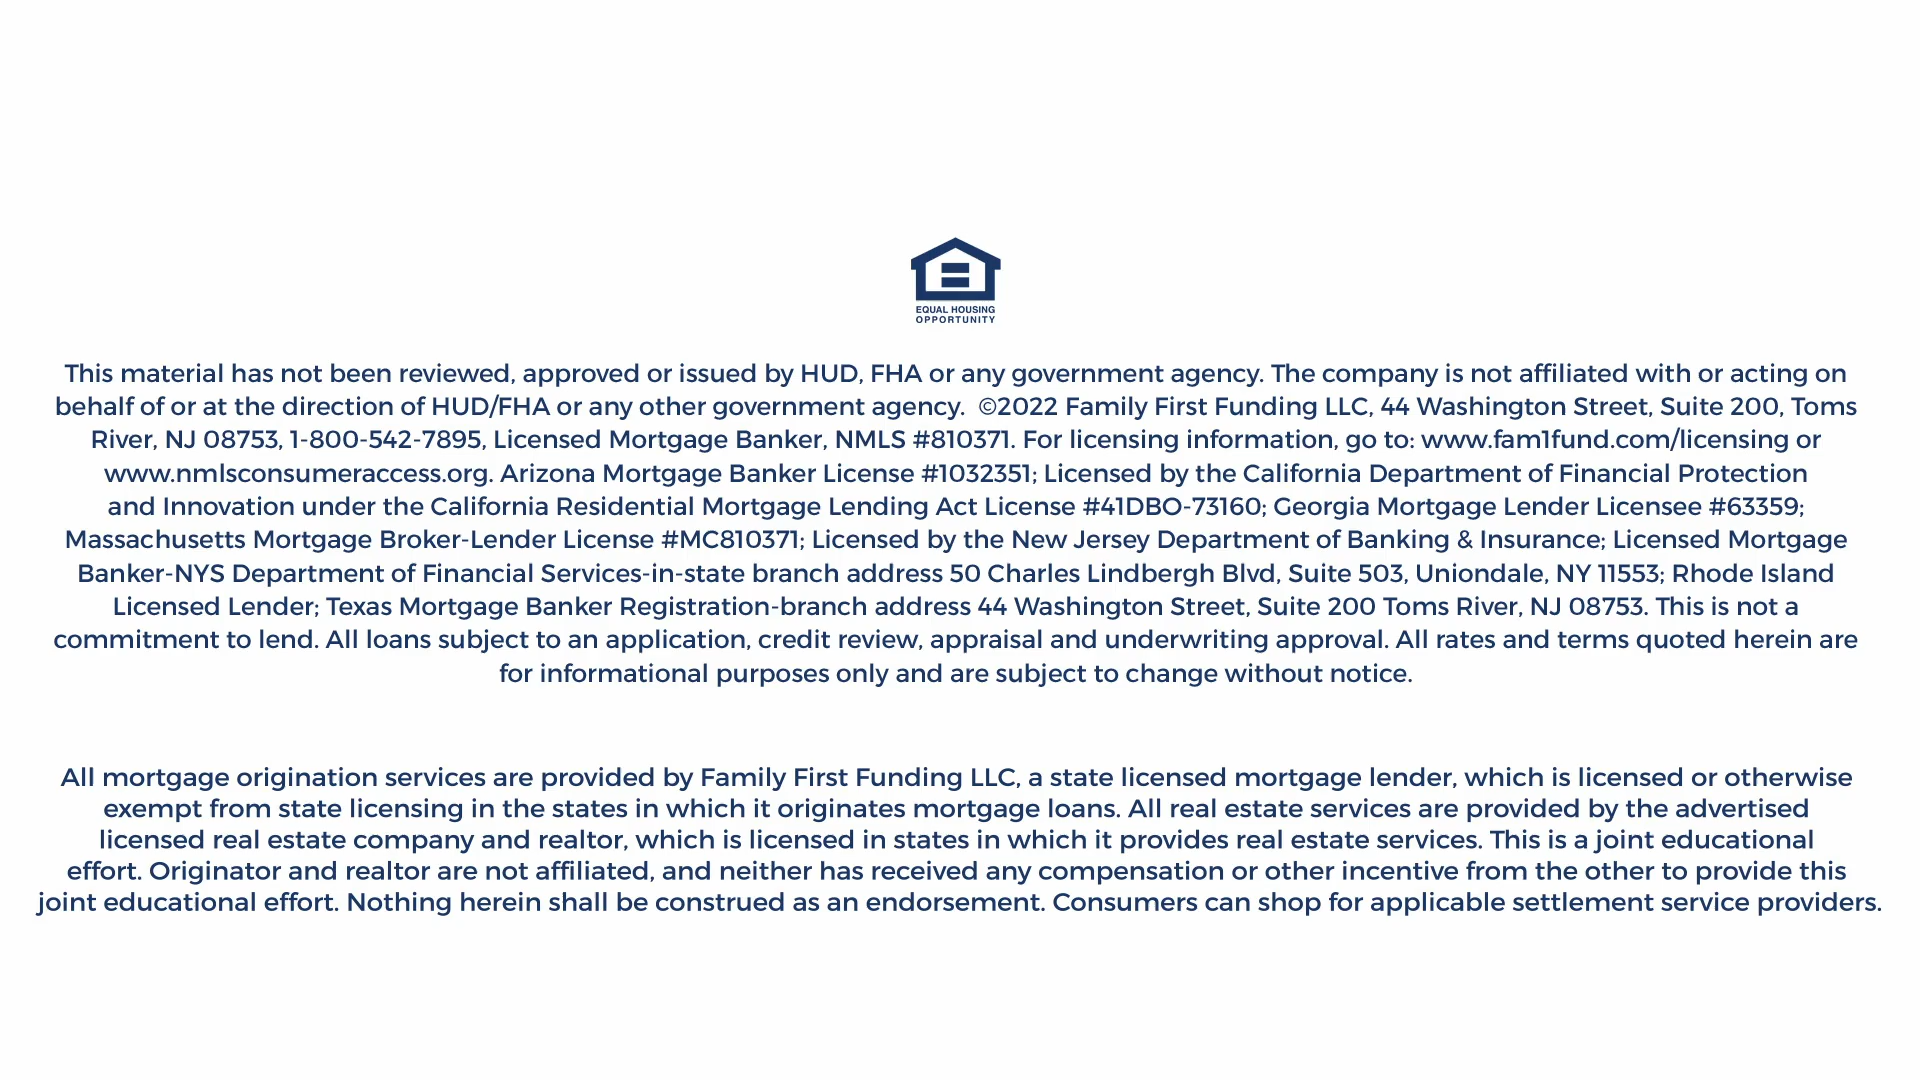 EQUAL HOUSING
OPPORTUNITY
This material has not been reviewed, approved or issued by HUD, FHA or any government agency. The company is not affiliated with or acting on
behalf of or at the direction of HUD/FHA or any other government agency.  ©2022 Family First Funding LLC, 44 Washington Street, Suite 200, Toms
River, NJ 08753, 1-800-542-7895, Licensed Mortgage Banker, NMLS #810371. For licensing information, go to: www.fam1fund.com/licensing or
www.nmlsconsumeraccess.org. Arizona Mortgage Banker License #1032351; Licensed by the California Department of Financial Protection
and Innovation under the California Residential Mortgage Lending Act License #41DBO-73160; Georgia Mortgage Lender Licensee #63359;
Massachusetts Mortgage Broker-Lender License #MC810371; Licensed by the New Jersey Department of Banking & Insurance; Licensed Mortgage
Banker-NYS Department of Financial Services-in-state branch address 50 Charles Lindbergh Blvd, Suite 503, Uniondale, NY 11553; Rhode Island
Licensed Lender; Texas Mortgage Banker Registration-branch address 44 Washington Street, Suite 200 Toms River, NJ 08753. This is not a
commitment to lend. All loans subject to an application, credit review, appraisal and underwriting approval. All rates and terms quoted herein are
for informational purposes only and are subject to change without notice.
All mortgage origination services are provided by Family First Funding LLC, a state licensed mortgage lender, which is licensed or otherwise
exempt from state licensing in the states in which it originates mortgage loans. All real estate services are provided by the advertised
licensed real estate company and realtor, which is licensed in states in which it provides real estate services. This is a joint educational
effort. Originator and realtor are not affiliated, and neither has received any compensation or other incentive from the other to provide this
joint educational effort. Nothing herein shall be construed as an endorsement. Consumers can shop for applicable settlement service providers.